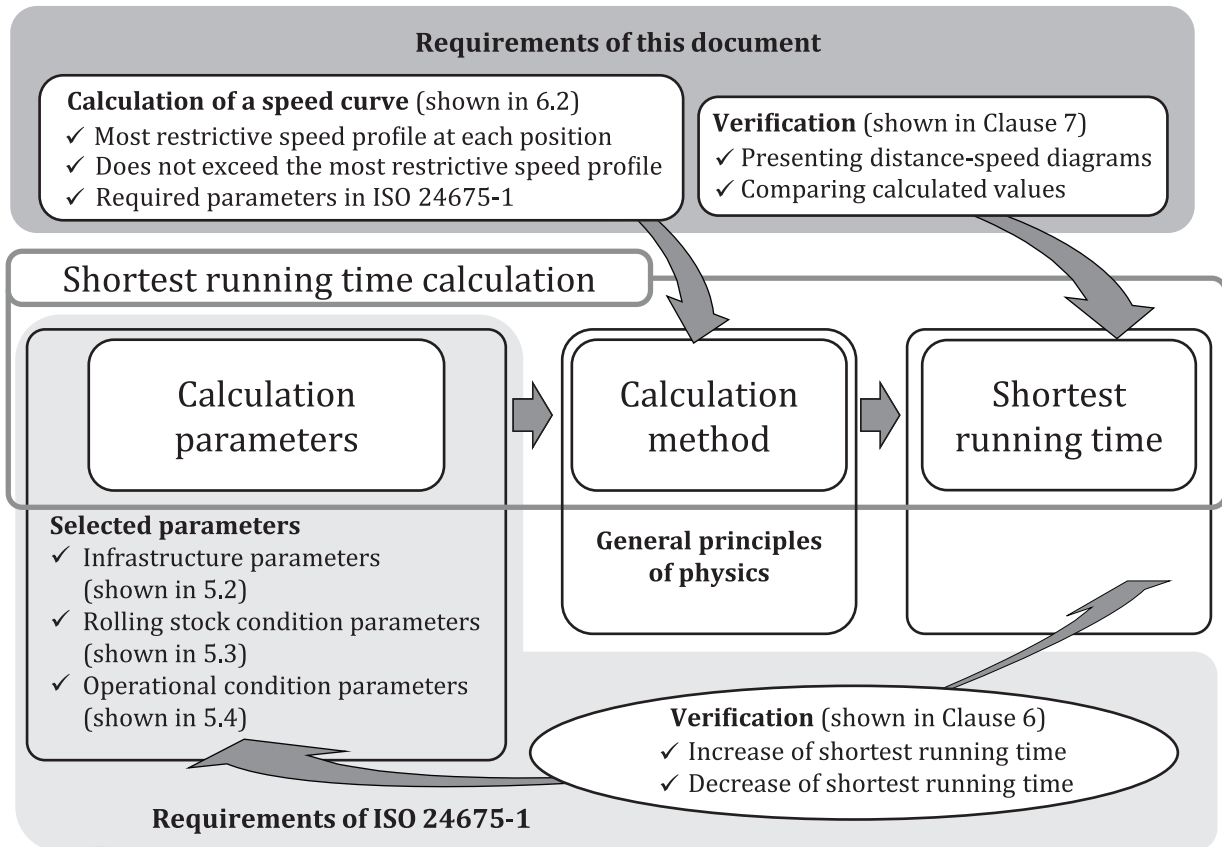 Requirements of this document
Calculation of a speed curve (shown in 6.2)
✓ Most restrictive speed profile at each position
✓ Does not exceed the most restrictive speed profile
✓ Required parameters in ISO 24675-1
Verification (shown in Clause 7)
✓ Presenting distance-speed diagrams
✓ Comparing calculated values
Shortest running time calculation
Calculation
parameters
Calculation
method
Shortest
running time
Selected parameters
✓ Infrastructure parameters
(shown in 5.2)
✓ Rolling stock condition parameters
(shown in 5.3)
✓ Operational condition parameters
(shown in 5.4)
General principles
of physics
Verification (shown in Clause 6)
✓ Increase of shortest running time
✓ Decrease of shortest running time
Requirements of ISO 24675-1